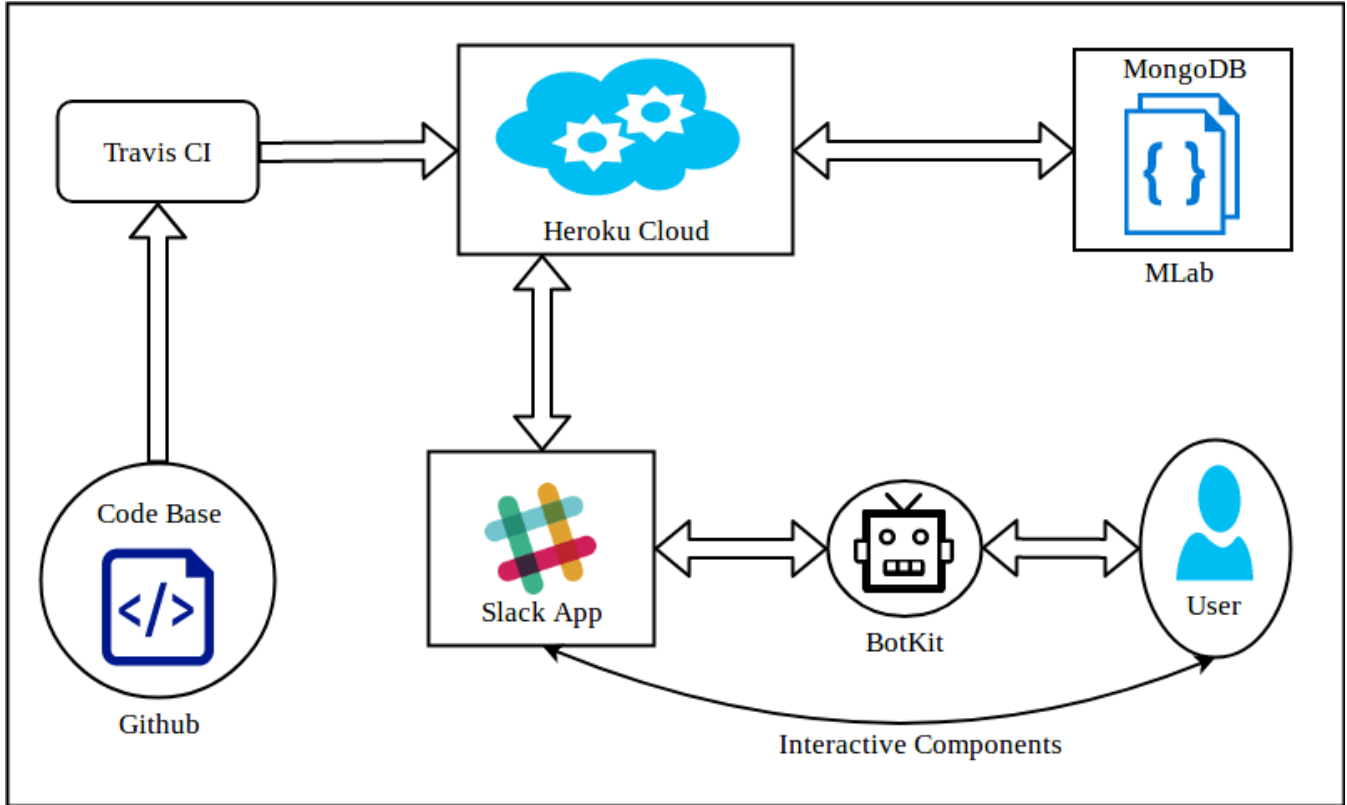 MongoDB
Travis CI
Heroku Cloud
{ }
MLab
Code Base
</>
Slack App
User
BotKit
Github
Interactive Components